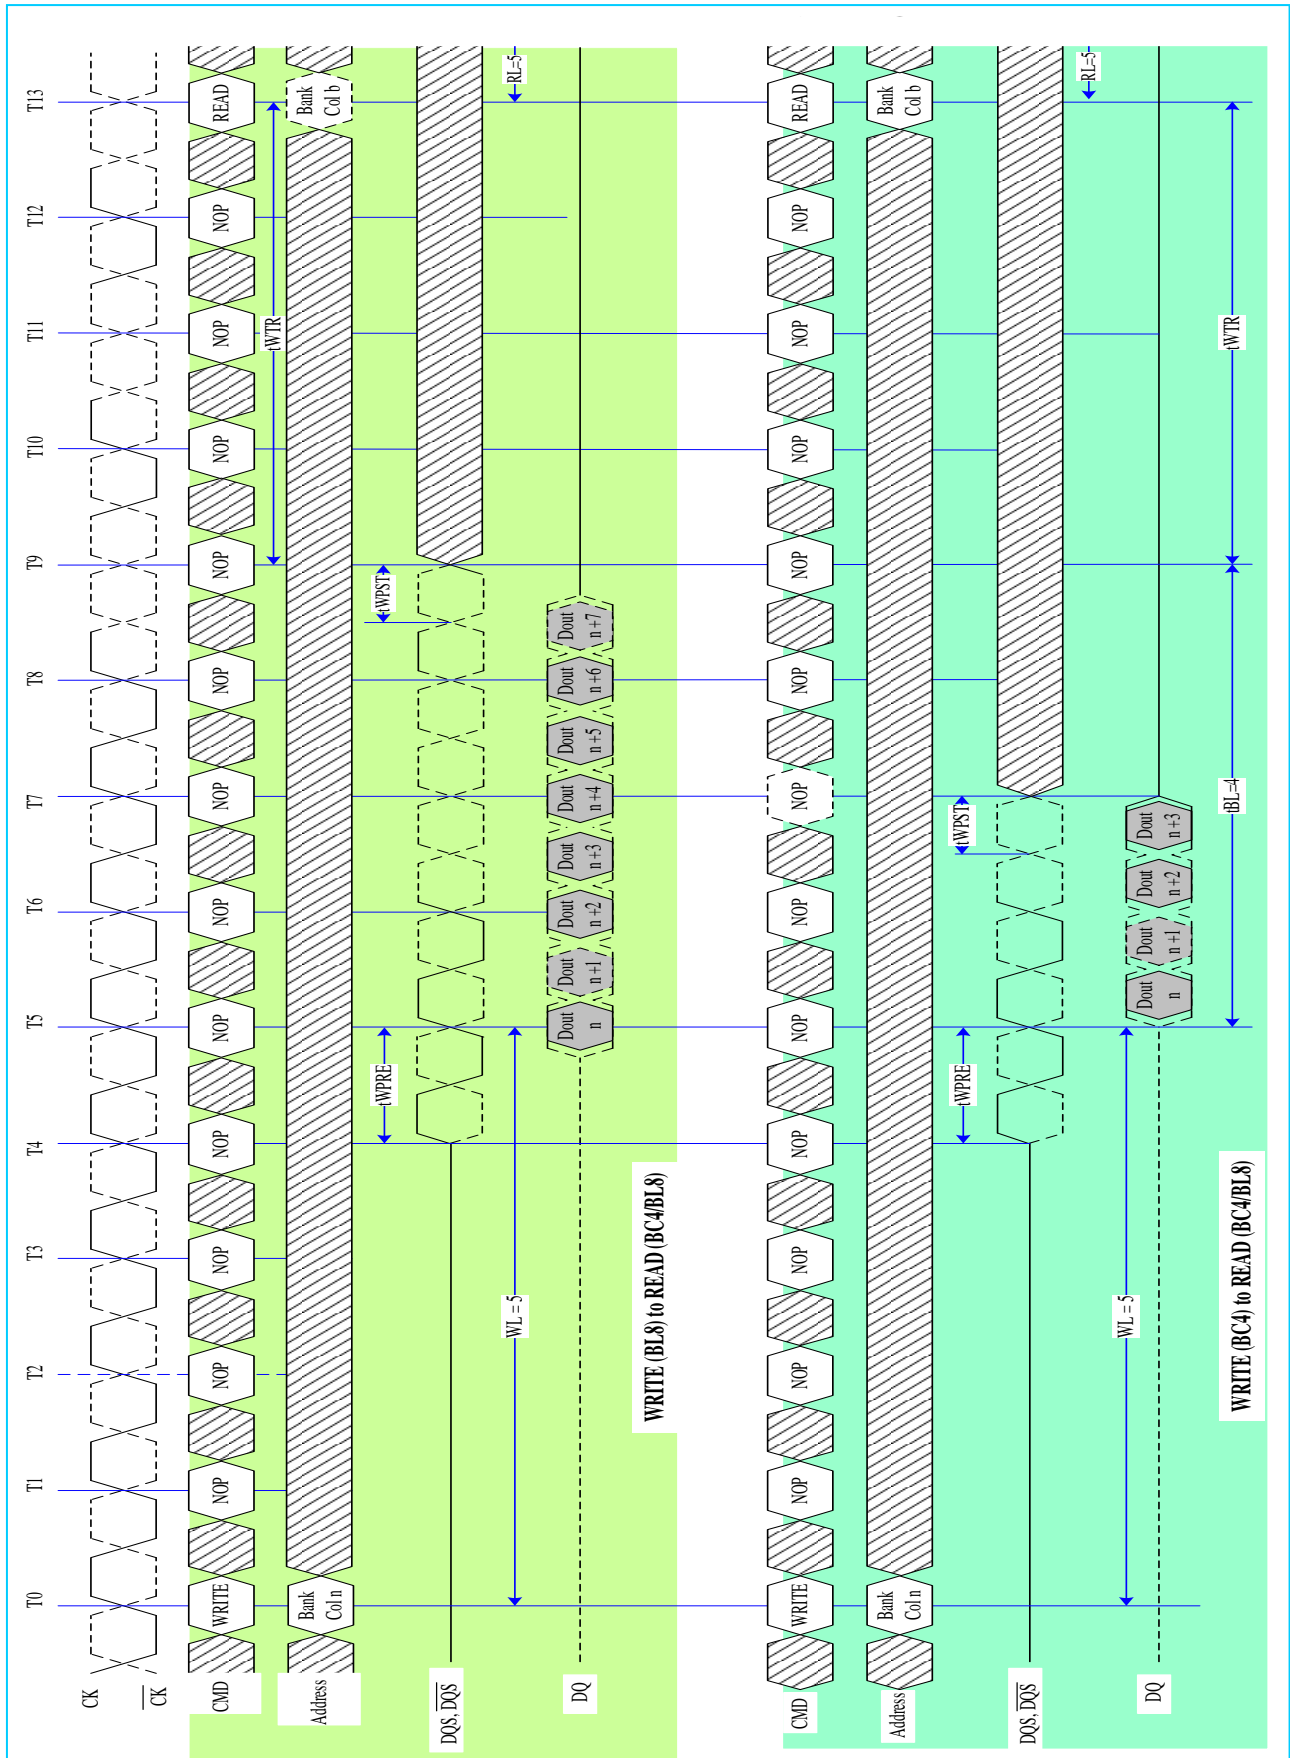 T0 T1 T2 T3 T4 T5 T6 T7 T8 T9 T10 T11 T12 T13
CK
CK
CMD WRITE NOP NOP NOP NOP NOP NOP NOP NOP NOP NOP NOP NOP READ
tWTR
Address
Bank
Col n
Bank
Col b
tWPRE tWPST
DQS, DQS
WL = 5 RL=5
DQ
Dout
n
Dout
n +1
Dout
n +2
Dout
n +3
Dout
n +4
Dout
n +5
Dout
n +6
Dout
n +7
WRITE (BL8) to READ (BC4/BL8)
CMD WRITE NOP NOP NOP NOP NOP NOP NOP NOP NOP NOP NOP NOP READ
Address
Bank
Col n
Bank
Col b
tWPRE tWPST
DQS, DQS
RL=5
WL = 5
DQ
Dout
n
Dout
n +1
Dout
n +2
Dout
n +3
tBL=4 tWTR
WRITE (BC4) to READ (BC4/BL8)